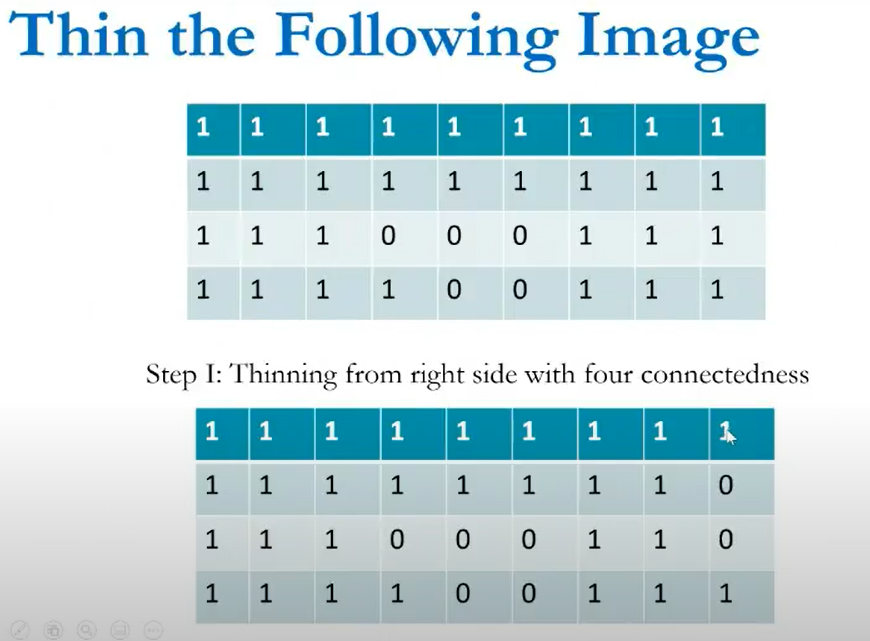 Thin the Following Image
1 1 1 1 1 1 1 1 1
1 1 1 1 1 1 1 1 1
1 1 1 0 0 0 1 1 1
1 1 1 1 0 0 1 1 1
Step I: Thinning from right side with four connectedness
1 1 1 1 1 1 1 1 1
1 1 1 1 1 1 1 1 0
1 1 1 0 0 0 1 1 0
1 1 1 1 0 0 1 1 1